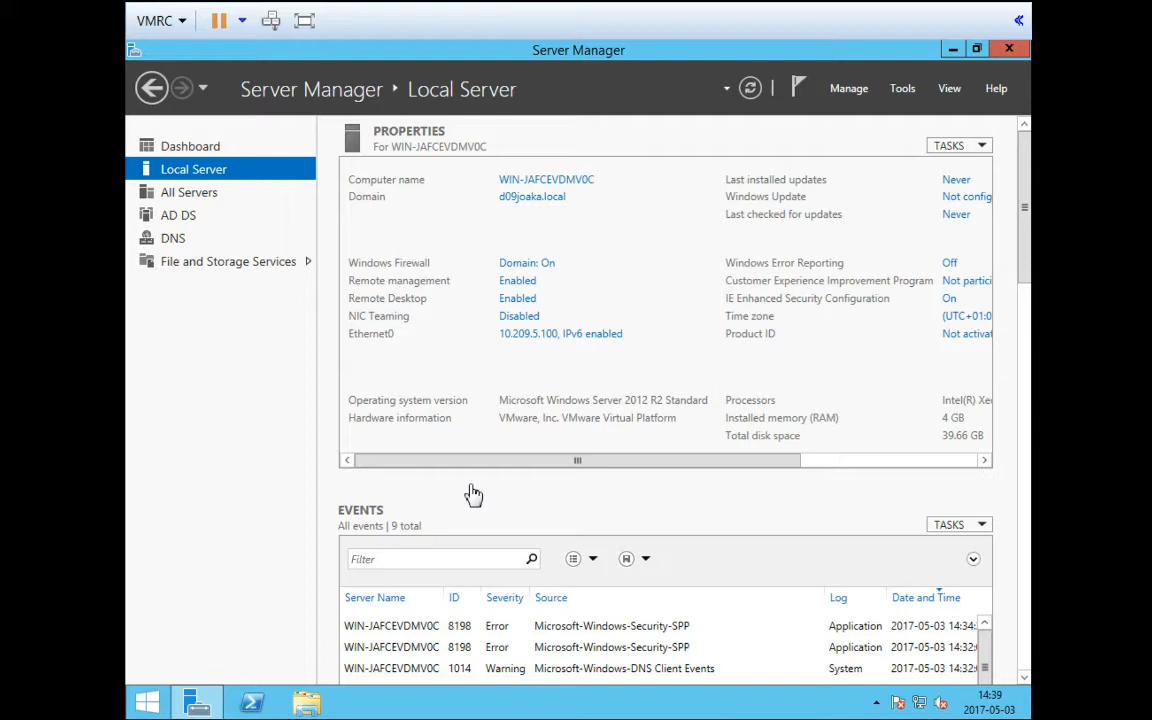 VMRC
Server Manager
Server Manager Local Server
Manage Tools View Help
Dashboard
Local Server
All Servers
AD DS
DNS
File and Storage Services
PROPERTIES
For WIN-JAFCEVDMV0C
TASKS
Computer name WIN-JAFCEVDMV0C Last installed updates Never
Domain d09joaka.local Windows Update Not config
Last checked for updates Never
Windows Firewall Domain: On Windows Error Reporting Off
Remote management Enabled Customer Experience Improvement Program Not partici
Remote Desktop Enabled IE Enhanced Security Configuration On
NIC Teaming Disabled Time zone (UTC+01:0
Ethernet0 10.209.5.100, IPv6 enabled Product ID Not activat
Operating system version Microsoft Windows Server 2012 R2 Standard Processors Intel(R) Xe
Hardware information VMware, Inc. VMware Virtual Platform Installed memory (RAM) 4 GB
Total disk space 39.66 GB
EVENTS
All events | 9 total
TASKS
Filter
Server Name ID Severity Source Log Date and Time
WIN-JAFCEVDMV0C 8198 Error Microsoft-Windows-Security-SPP Application 2017-05-03 14:34:
WIN-JAFCEVDMV0C 8198 Error Microsoft-Windows-Security-SPP Application 2017-05-03 14:32:
WIN-JAFCEVDMV0C 1014 Warning Microsoft-Windows-DNS Client Events System 2017-05-03 14:32:
14:39
2017-05-03